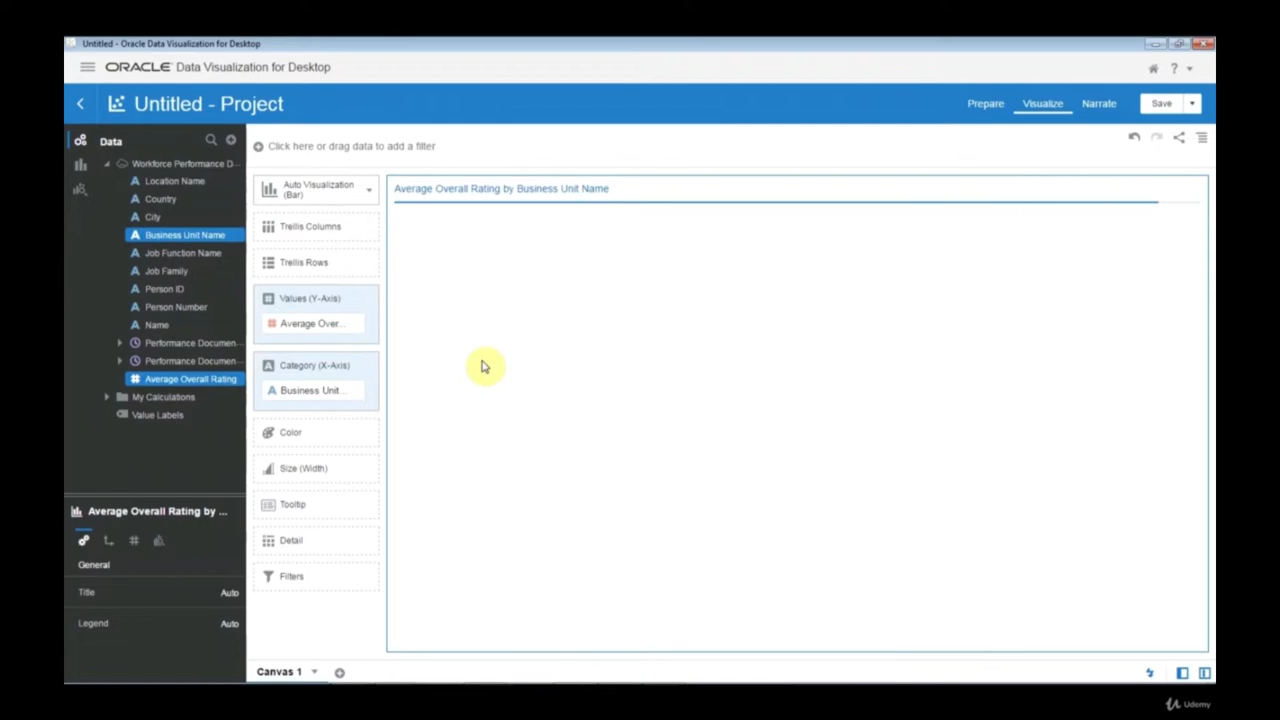 Untitled - Oracle Data Visualization for Desktop
ORACLE Data Visualization for Desktop
?
Untitled - Project
Prepare
Visualize
Narrate
Save
Data
Click here or drag data to add a filter
Workforce Performance D...
Location Name
Country
City
Business Unit Name
Job Function Name
Job Family
Person ID
Person Number
Name
Performance Documen...
Performance Documen...
Average Overall Rating
My Calculations
Value Labels
Average Overall Rating by ...
General
Title Auto
Legend Auto
Auto Visualization
(Bar)
Trellis Columns
Trellis Rows
Values (Y-Axis)
Average Over...
Category (X-Axis)
Business Unit...
Color
Size (Width)
Tooltip
Detail
Filters
Average Overall Rating by Business Unit Name
Canvas 1
Udemy